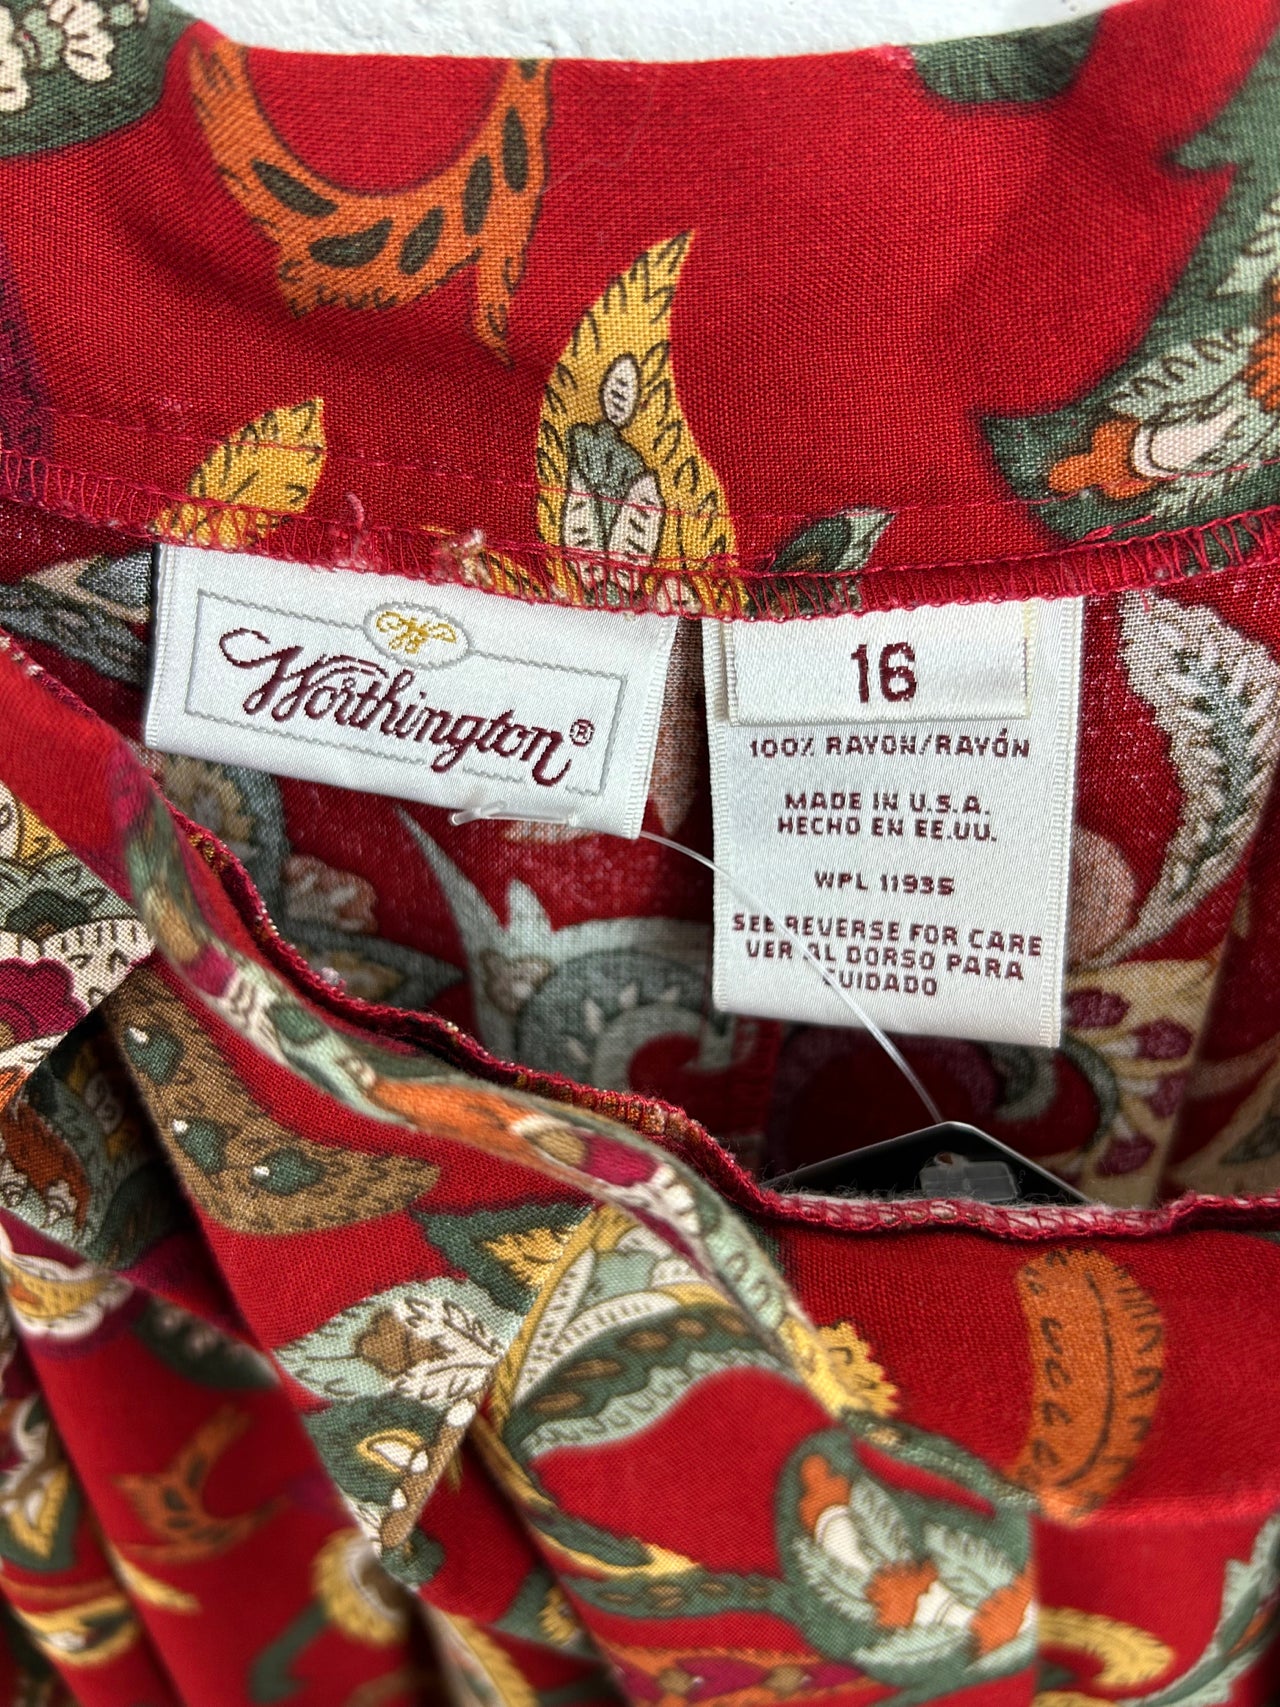 Worthington®
16
100% RAYON/RAYÓN
MADE IN U.S.A.
HECHO EN EE.UU.
WPL 11935
SEE REVERSE FOR CARE
VER AL DORSO PARA
CUIDADO